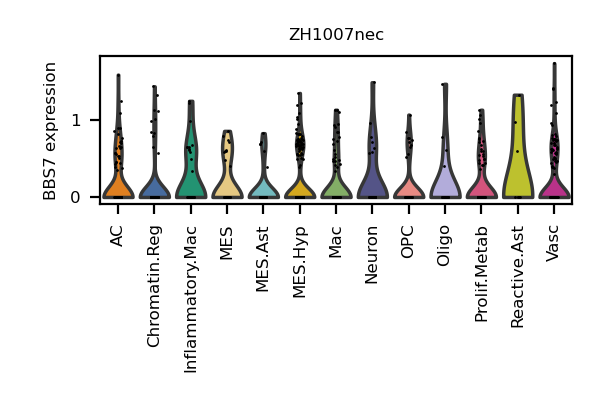 ZH1007nec
BBS7 expression
1
0
AC
Chromatin.Reg
Inflammatory.Mac
MES
MES.Ast
MES.Hyp
Mac
Neuron
OPC
Oligo
Prolif.Metab
Reactive.Ast
Vasc